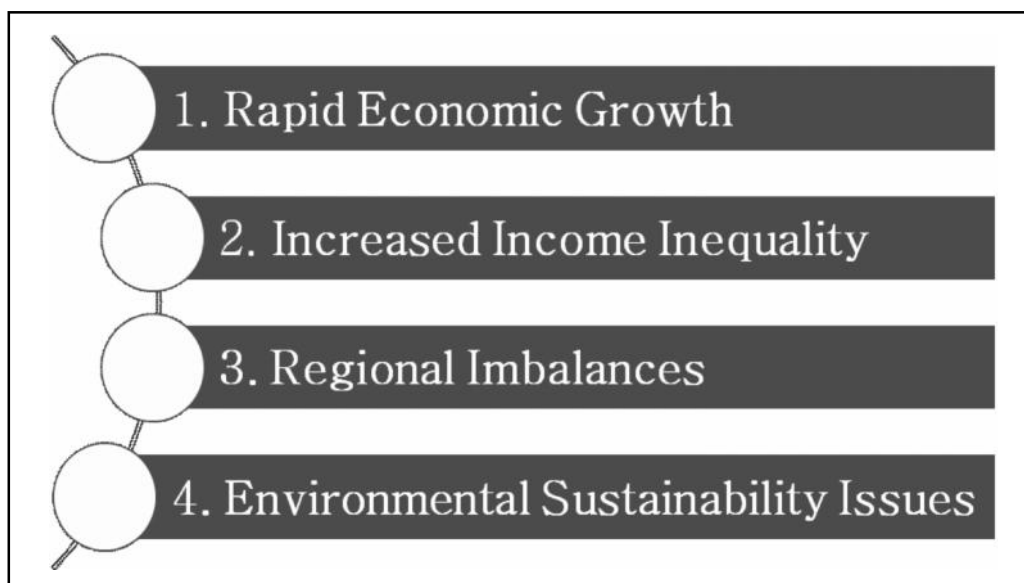 1. Rapid Economic Growth
2. Increased Income Inequality
3. Regional Imbalances
4. Environmental Sustainability Issues